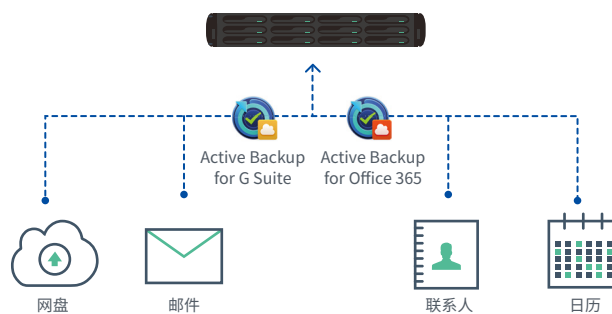 Active Backup
for G Suite
Active Backup
for Office 365
网盘
邮件
联系人
日历